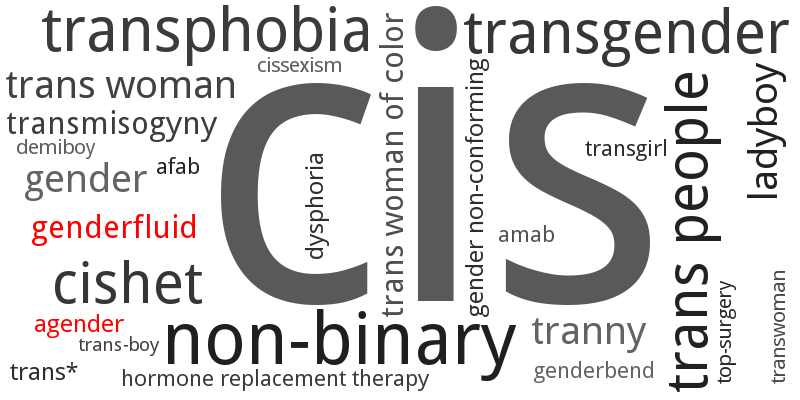 transphobia
cis
transgender
cissexism
trans woman
trans woman of color
gender non-conforming
trans people
ladyboy
transmisogyny
demiboy
afab
dysphoria
transgirl
gender
genderfluid
amab
cishet
agender
non-binary
tranny
top-surgery
transwoman
trans-boy
trans*
hormone replacement therapy
genderbend